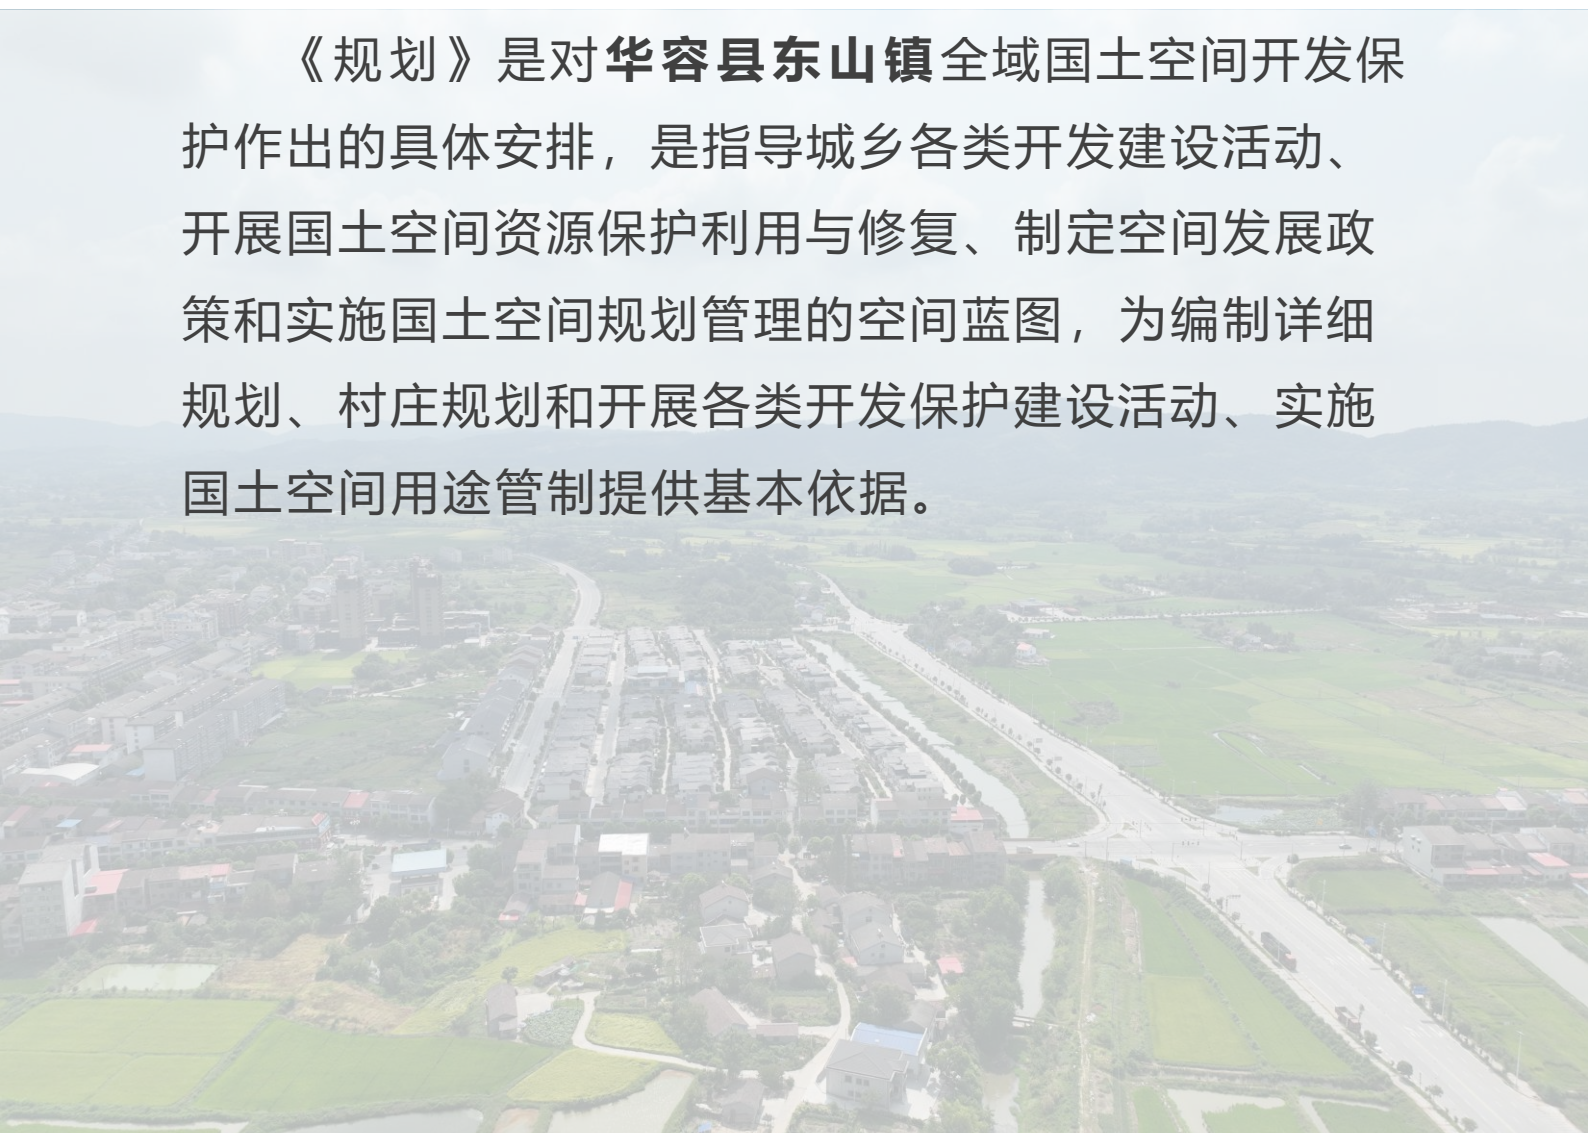 《规划》是对华容县东山镇全域国土空间开发保
护作出的具体安排，是指导城乡各类开发建设活动、
开展国土空间资源保护利用与修复、制定空间发展政
策和实施国土空间规划管理的空间蓝图，为编制详细
规划、村庄规划和开展各类开发保护建设活动、实施
国土空间用途管制提供基本依据。